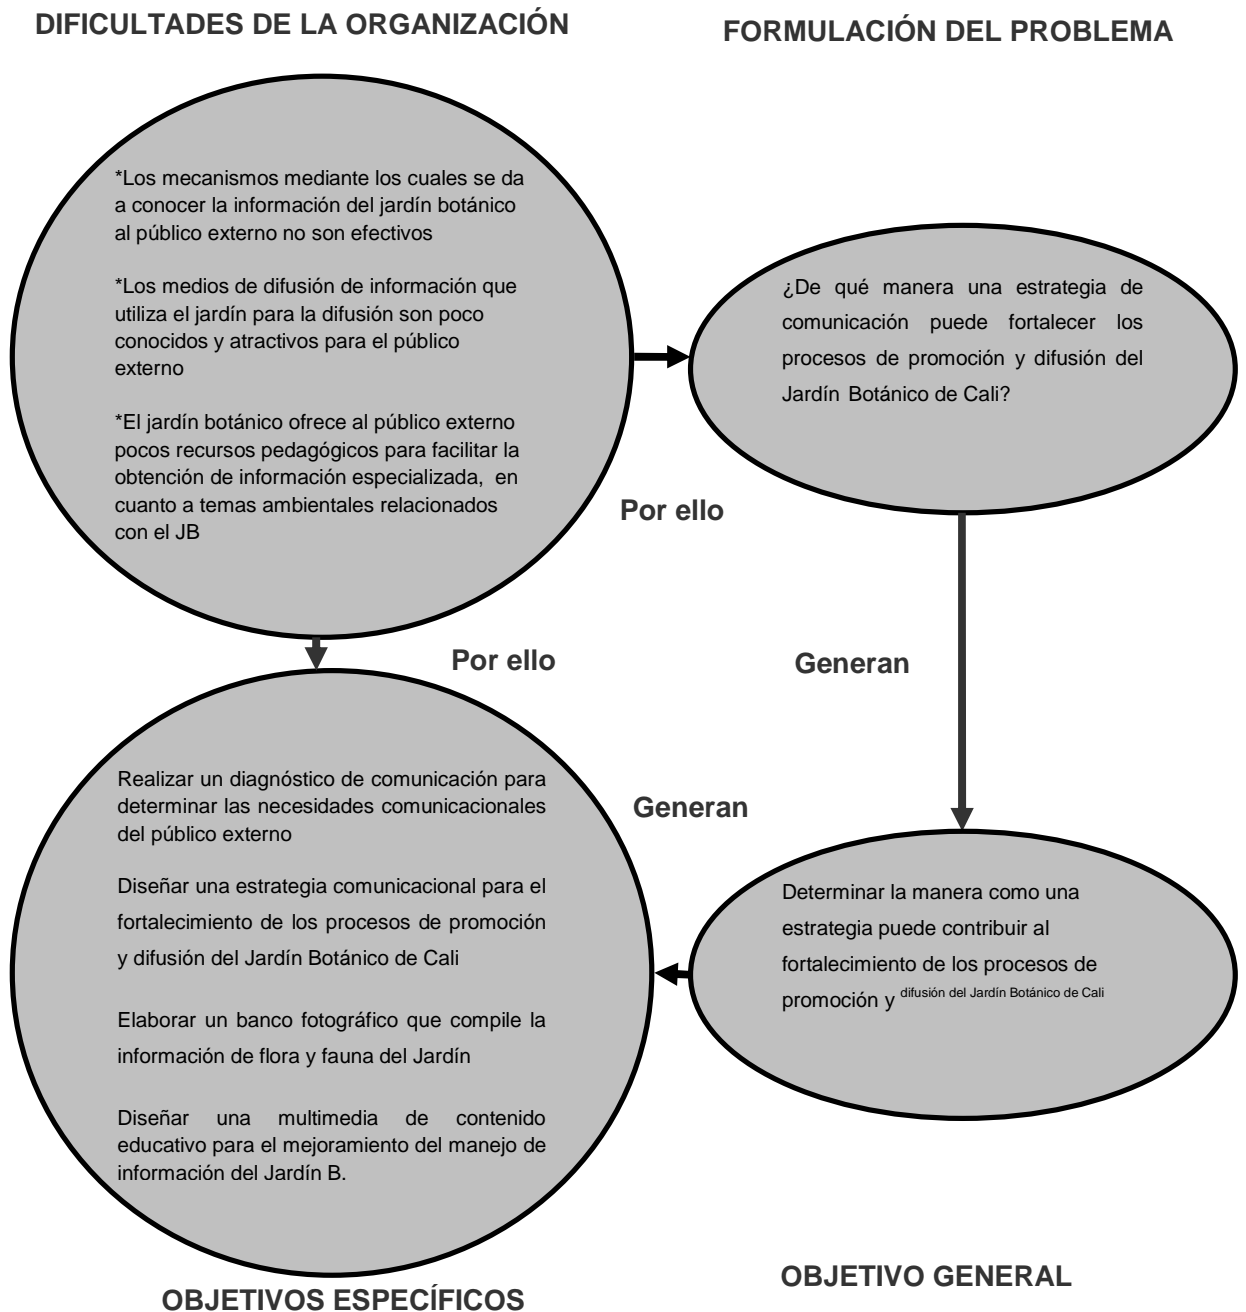 DIFICULTADES DE LA ORGANIZACIÓN
FORMULACIÓN DEL PROBLEMA
*Los mecanismos mediante los cuales se da
a conocer la información del jardín botánico
al público externo no son efectivos
*Los medios de difusión de información que
utiliza el jardín para la difusión son poco
conocidos y atractivos para el público
externo
*El jardín botánico ofrece al público externo
pocos recursos pedagógicos para facilitar la
obtención de información especializada, en
cuanto a temas ambientales relacionados
con el JB
¿De qué manera una estrategia de
comunicación puede fortalecer los
procesos de promoción y difusión del
Jardín Botánico de Cali?
Por ello
Por ello
Generan
Realizar un diagnóstico de comunicación para
determinar las necesidades comunicacionales
del público externo
Diseñar una estrategia comunicacional para el
fortalecimiento de los procesos de promoción
y difusión del Jardín Botánico de Cali
Elaborar un banco fotográfico que compile la
información de flora y fauna del Jardín
Diseñar una multimedia de contenido
educativo para el mejoramiento del manejo de
información del Jardín B.
Generan
Determinar la manera como una
estrategia puede contribuir al
fortalecimiento de los procesos de
promoción y difusión del Jardín Botánico de Cali
OBJETIVO GENERAL
OBJETIVOS ESPECÍFICOS